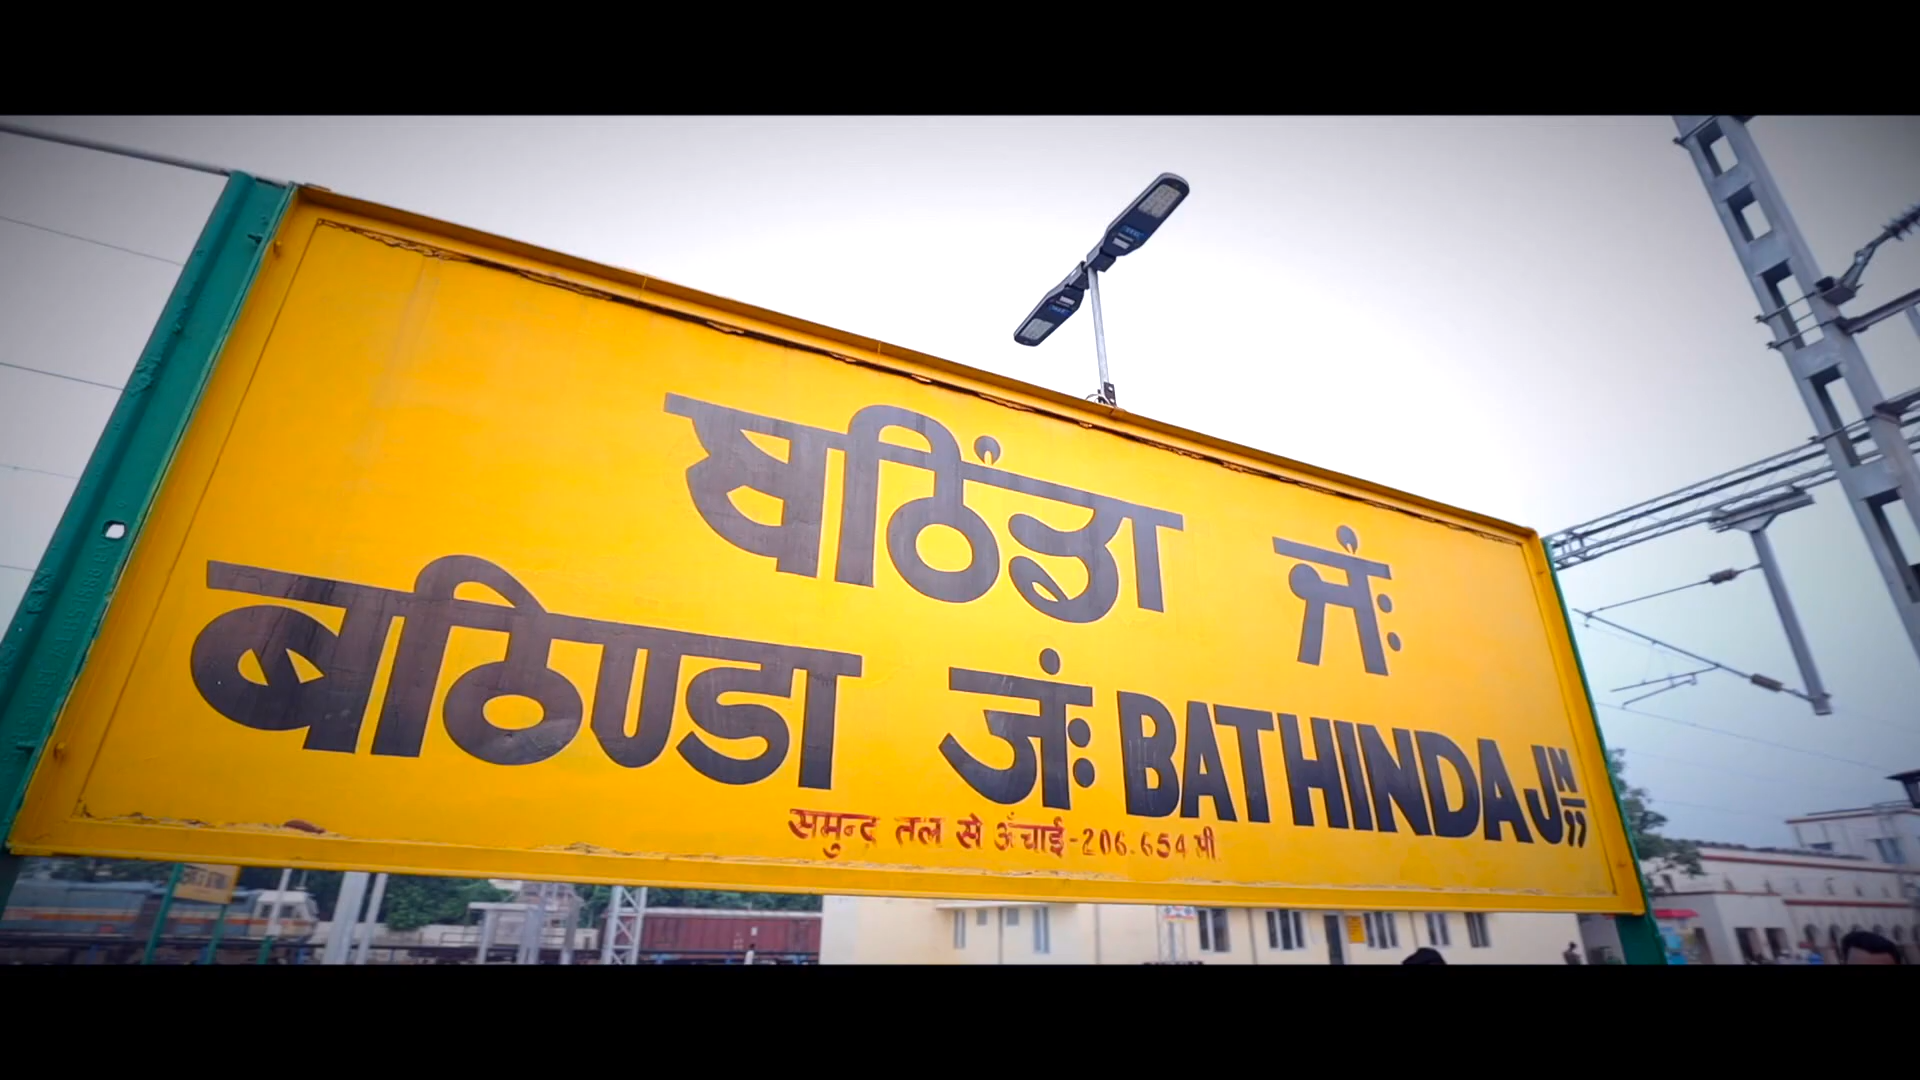 ਬਠਿੰਡਾ ਜੰ:
बठिण्डा जं: BATHINDA JN
समुन्द्र तल से ऊँचाई-206.654 मी